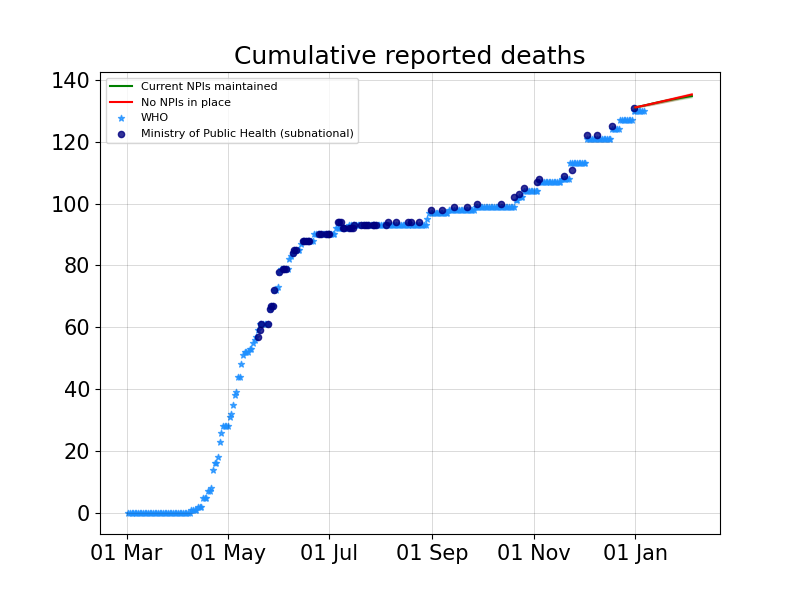 Cumulative reported deaths
Current NPIs maintained
No NPIs in place
WHO
Ministry of Public Health (subnational)
140
120
100
80
60
40
20
0
01 Mar 01 May 01 Jul 01 Sep 01 Nov 01 Jan